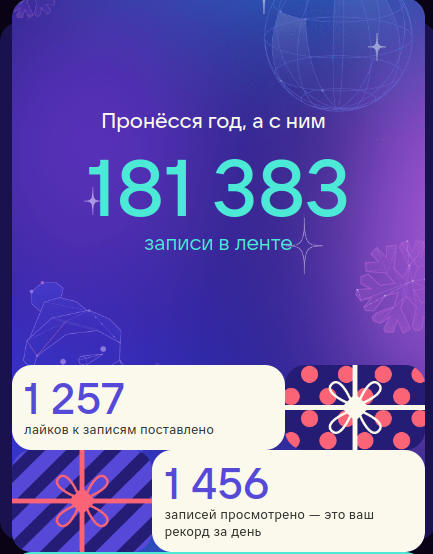 Пронёсся год, а с ним
181 383
записи в ленте
1 257
лайков к записям поставлено
1 456
записей просмотрено — это ваш
рекорд за день